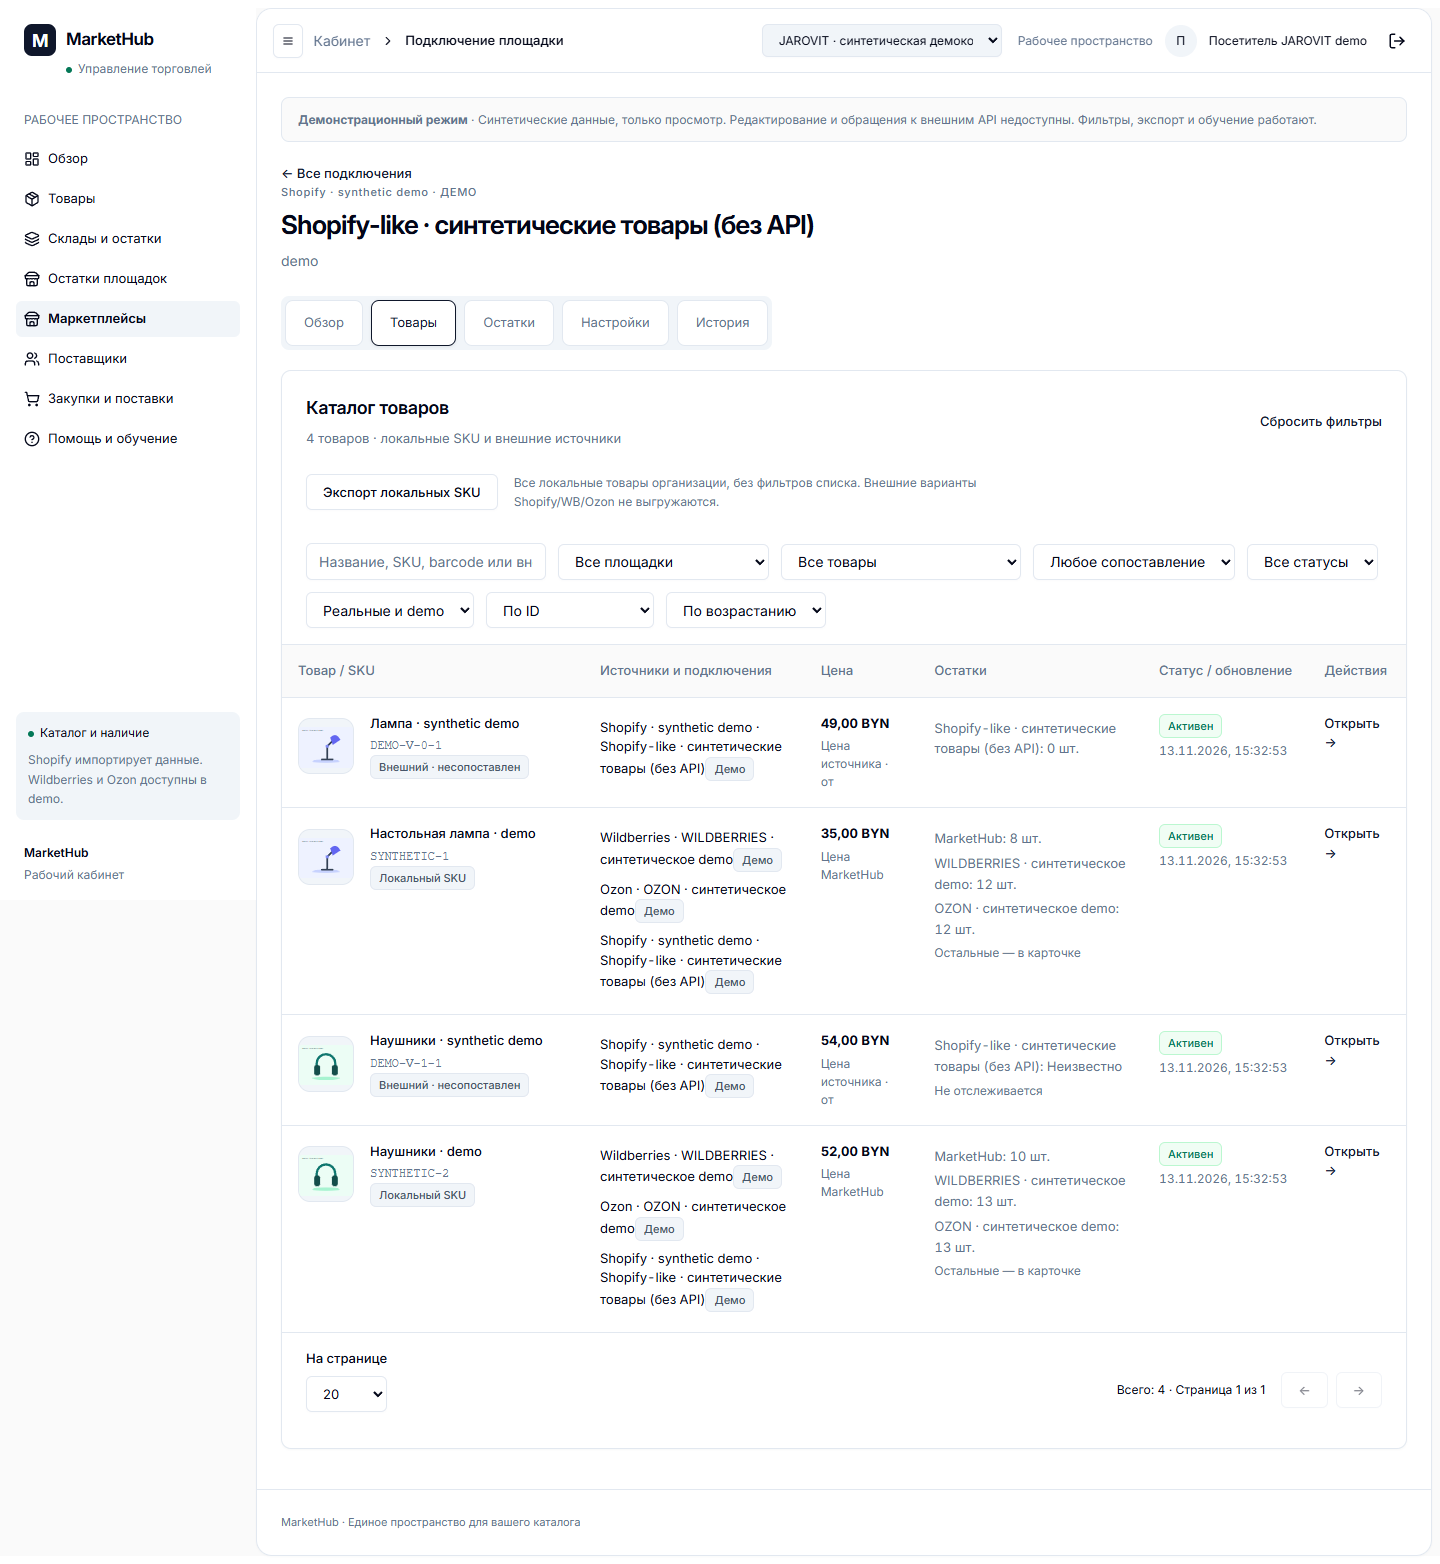 M MarketHub
Управление торговлей
РАБОЧЕЕ ПРОСТРАНСТВО
Обзор
Товары
Склады и остатки
Остатки площадок
Маркетплейсы
Поставщики
Закупки и поставки
Помощь и обучение
Каталог и наличие
Shopify импортирует данные.
Wildberries и Ozon доступны в
demo.
MarketHub
Рабочий кабинет
Кабинет > Подключение площадки
JAROVIT · синтетическая демоко
Рабочее пространство
П
Посетитель JAROVIT demo
Демонстрационный режим · Синтетические данные, только просмотр. Редактирование и обращения к внешним API недоступны. Фильтры, экспорт и обучение работают.
← Все подключения
Shopify · synthetic demo · ДЕМО
Shopify-like · синтетические товары (без API)
demo
Обзор
Товары
Остатки
Настройки
История
Каталог товаров
4 товаров · локальные SKU и внешние источники
Сбросить фильтры
Экспорт локальных SKU
Все локальные товары организации, без фильтров списка. Внешние варианты
Shopify/WB/Ozon не выгружаются.
Название, SKU, barcode или вн
Все площадки
Все товары
Любое сопоставление
Все статусы
Реальные и demo
По ID
По возрастанию
Товар / SKU
Источники и подключения
Цена
Остатки
Статус / обновление
Действия
Лампа · synthetic demo
DEMO-V-0-1
Внешний · несопоставлен
Shopify · synthetic demo ·
Shopify-like · синтетические
товары (без API) Демо
49,00 BYN
Цена
источника ·
от
Shopify-like · синтетические
товары (без API): 0 шт.
Активен
13.11.2026, 15:32:53
Открыть
→
Настольная лампа · demo
SYNTHETIC-1
Локальный SKU
Wildberries · WILDBERRIES ·
синтетическое demo Демо
Ozon · OZON · синтетическое
demo Демо
Shopify · synthetic demo ·
Shopify-like · синтетические
товары (без API) Демо
35,00 BYN
Цена
MarketHub
MarketHub: 8 шт.
WILDBERRIES · синтетическое
demo: 12 шт.
OZON · синтетическое demo:
12 шт.
Остальные — в карточке
Активен
13.11.2026, 15:32:53
Открыть
→
Наушники · synthetic demo
DEMO-V-1-1
Внешний · несопоставлен
Shopify · synthetic demo ·
Shopify-like · синтетические
товары (без API) Демо
54,00 BYN
Цена
источника ·
от
Shopify-like · синтетические
товары (без API): Неизвестно
Не отслеживается
Активен
13.11.2026, 15:32:53
Открыть
→
Наушники · demo
SYNTHETIC-2
Локальный SKU
Wildberries · WILDBERRIES ·
синтетическое demo Демо
Ozon · OZON · синтетическое
demo Демо
Shopify · synthetic demo ·
Shopify-like · синтетические
товары (без API) Демо
52,00 BYN
Цена
MarketHub
MarketHub: 10 шт.
WILDBERRIES · синтетическое
demo: 13 шт.
OZON · синтетическое demo:
13 шт.
Остальные — в карточке
Активен
13.11.2026, 15:32:53
Открыть
→
На странице
20
Всего: 4 · Страница 1 из 1
←
→
MarketHub · Единое пространство для вашего каталога